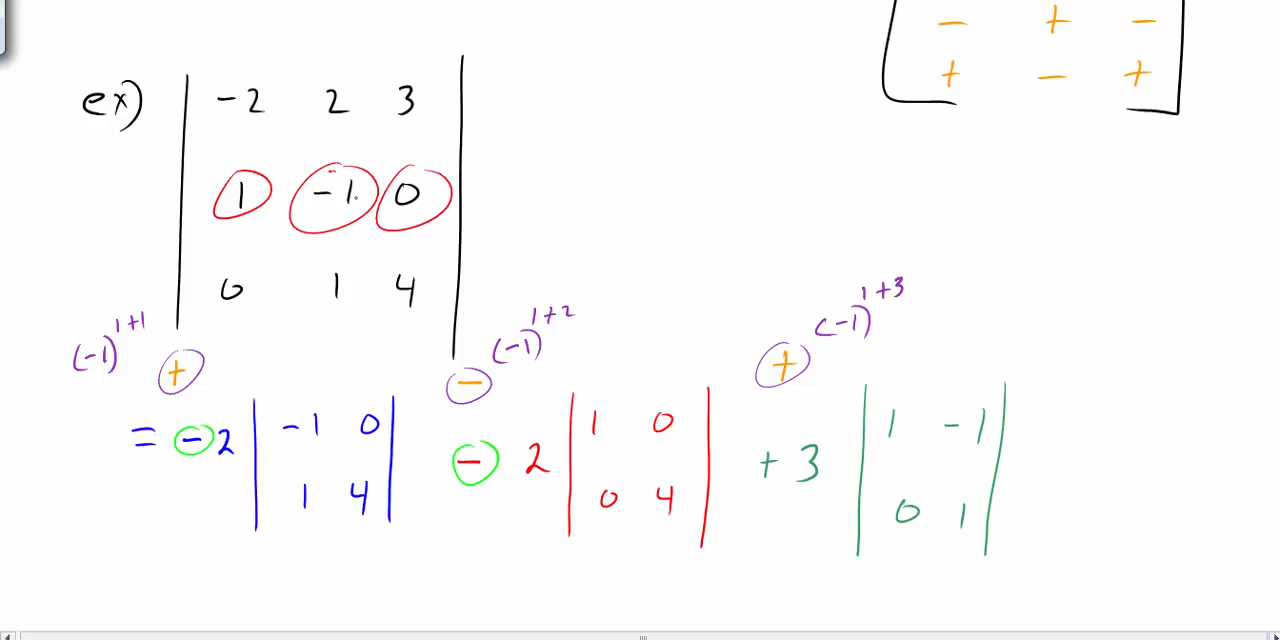 - + -
+ - +
ex) | -2 2 3 |
| 1 -1 0 |
| 0 1 4 |
(-1)^1+1 (-1)^1+2 (-1)^1+3
+ - +
= -2 | -1 0 | - 2 | 1 0 | + 3 | 1 -1 |
| 1 4 | | 0 4 | | 0 1 |